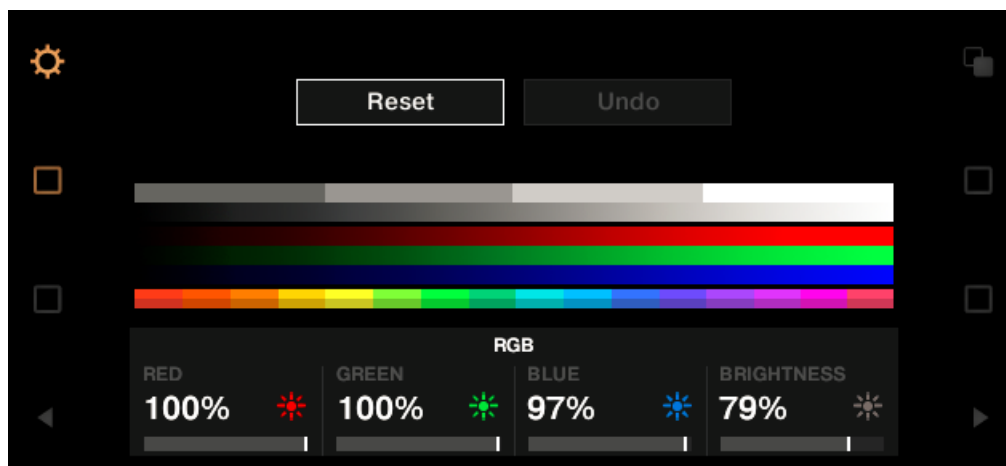 Reset
Undo
RGB
RED
GREEN
BLUE
BRIGHTNESS
100%
100%
97%
79%